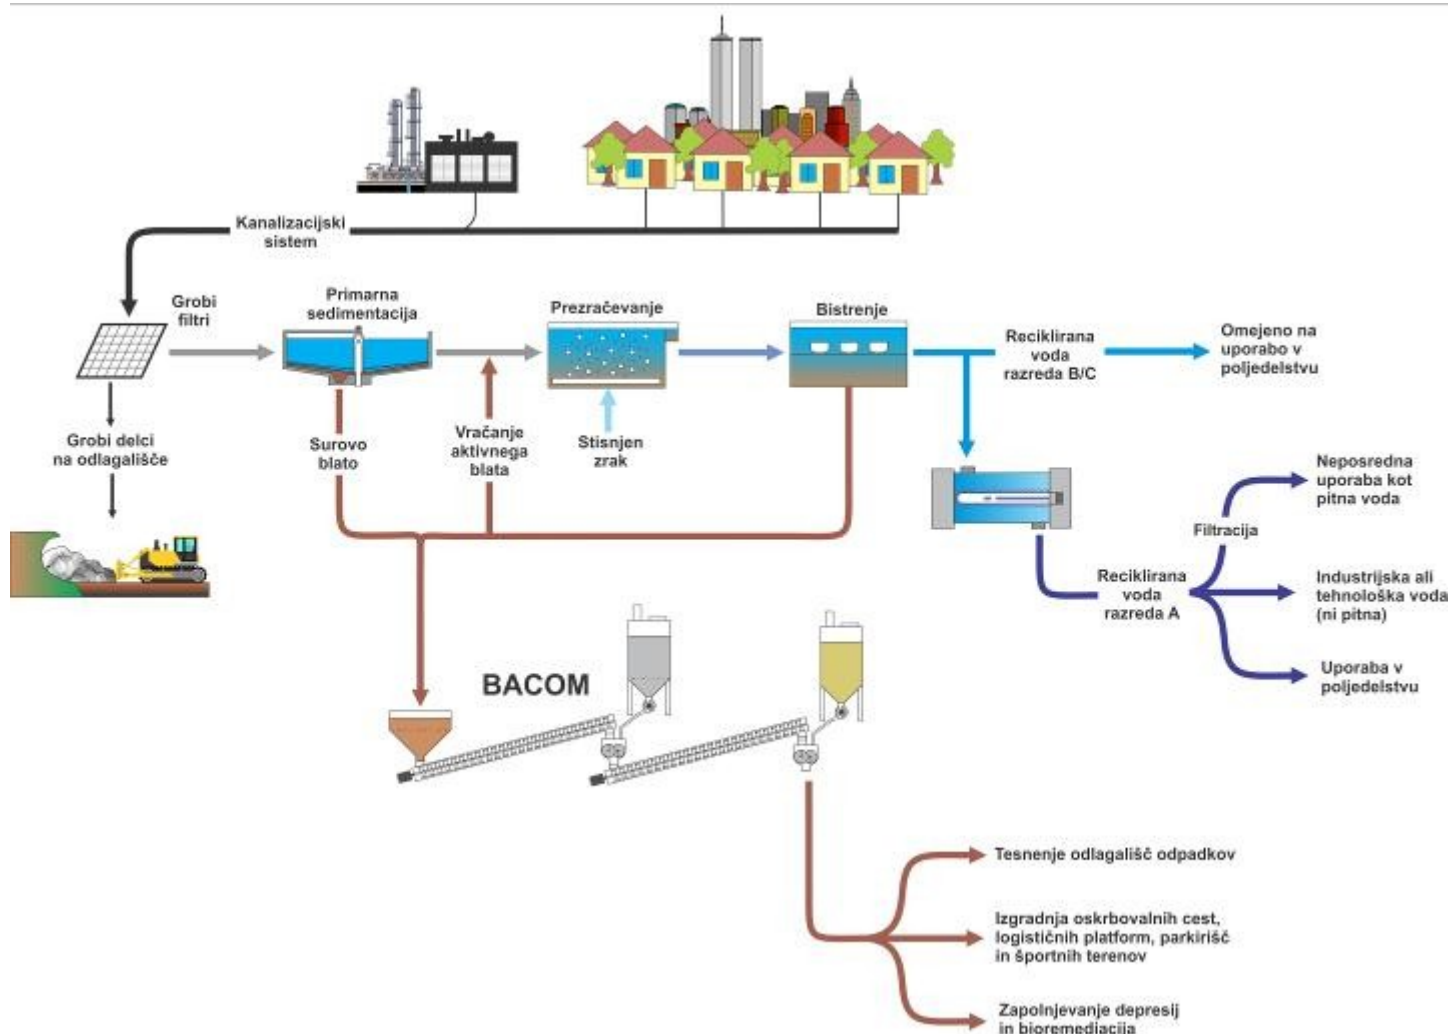 Kanalizacijski
sistem
Grobi
filtri
Primarna
sedimentacija
Prezračevanje
Bistrenje
Reciklirana
voda
razreda B/C
Omejeno na
uporabo v
poljedelstvu
Grobi delci
na odlagališče
Surovo
blato
Vračanje
aktivnega
blata
Stisnjen
zrak
Neposredna
uporaba kot
pitna voda
Filtracija
Reciklirana
voda
razreda A
Industrijska ali
tehnološka voda
(ni pitna)
Uporaba v
poljedelstvu
BACOM
Tesnenje odlagališč odpadkov
Izgradnja oskrbovalnih cest,
logističnih platform, parkirišč
in športnih terenov
Zapolnjevanje depresij
in bioremediacija